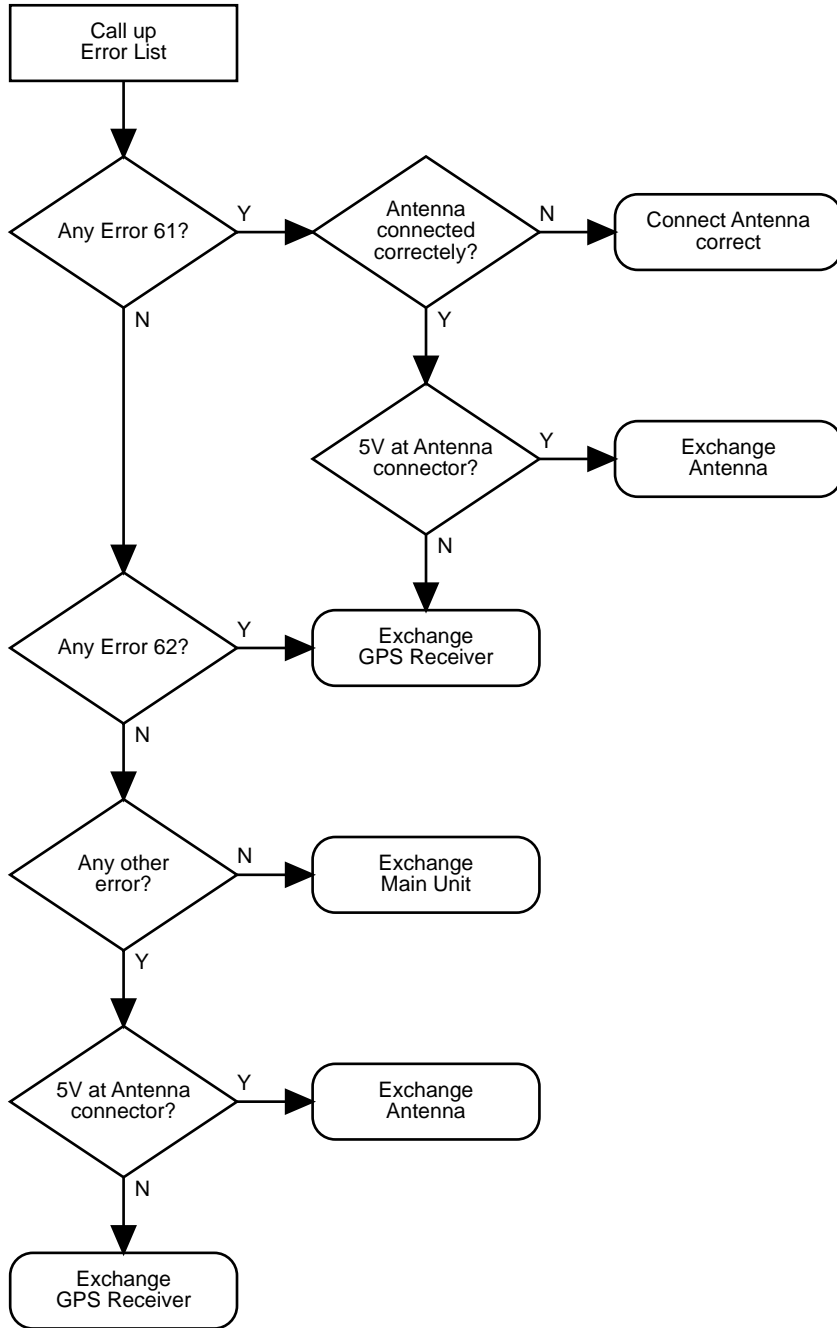 Call up
Error List
Any Error 61?
Y
Antenna
connected
correctely?
N
Connect Antenna
correct
N
Y
5V at Antenna
connector?
Y
Exchange
Antenna
N
Any Error 62?
Y
Exchange
GPS Receiver
N
Any other
error?
N
Exchange
Main Unit
Y
5V at Antenna
connector?
Y
Exchange
Antenna
N
Exchange
GPS Receiver